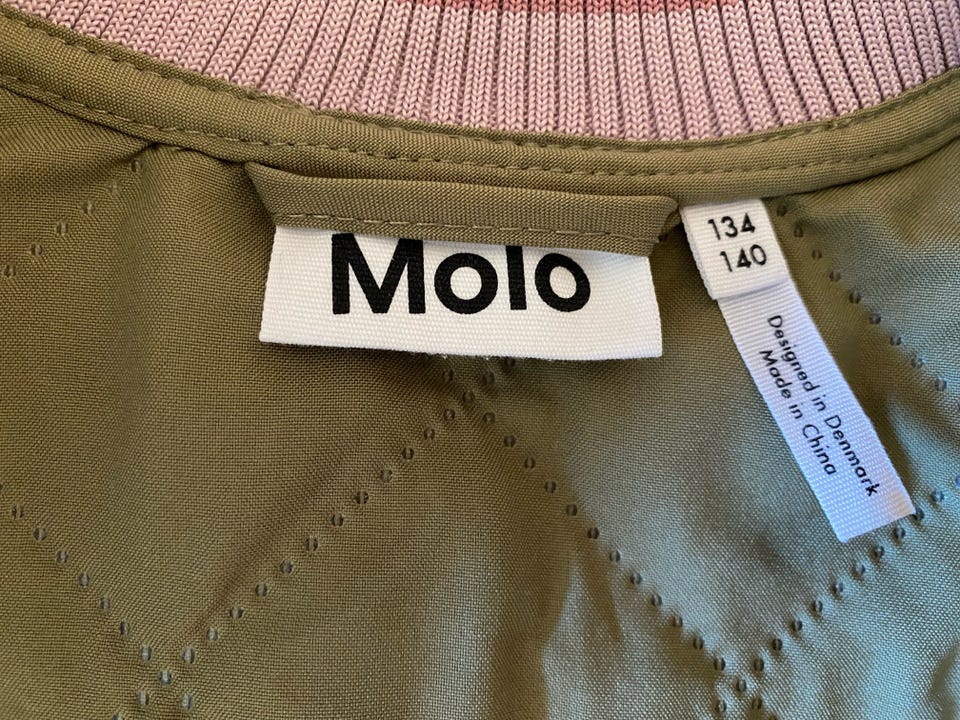 Molo
134
140
Designed in Denmark
Made in China